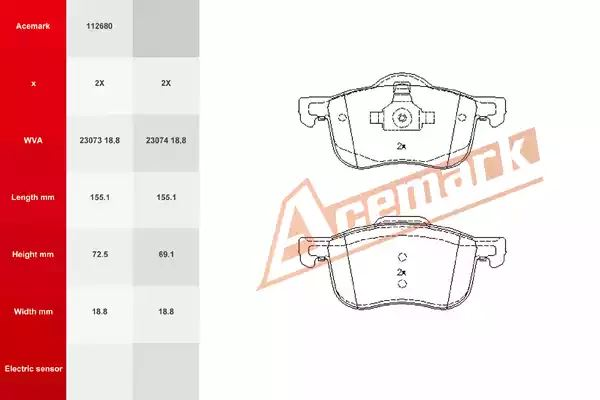 Acemark 112680
x 2X 2X
WVA 23073 18,8 23074 18,8
Length mm 155.1 155.1
Height mm 72.5 69.1
Width mm 18.8 18.8
Electric sensor
2x
2x
Acemark